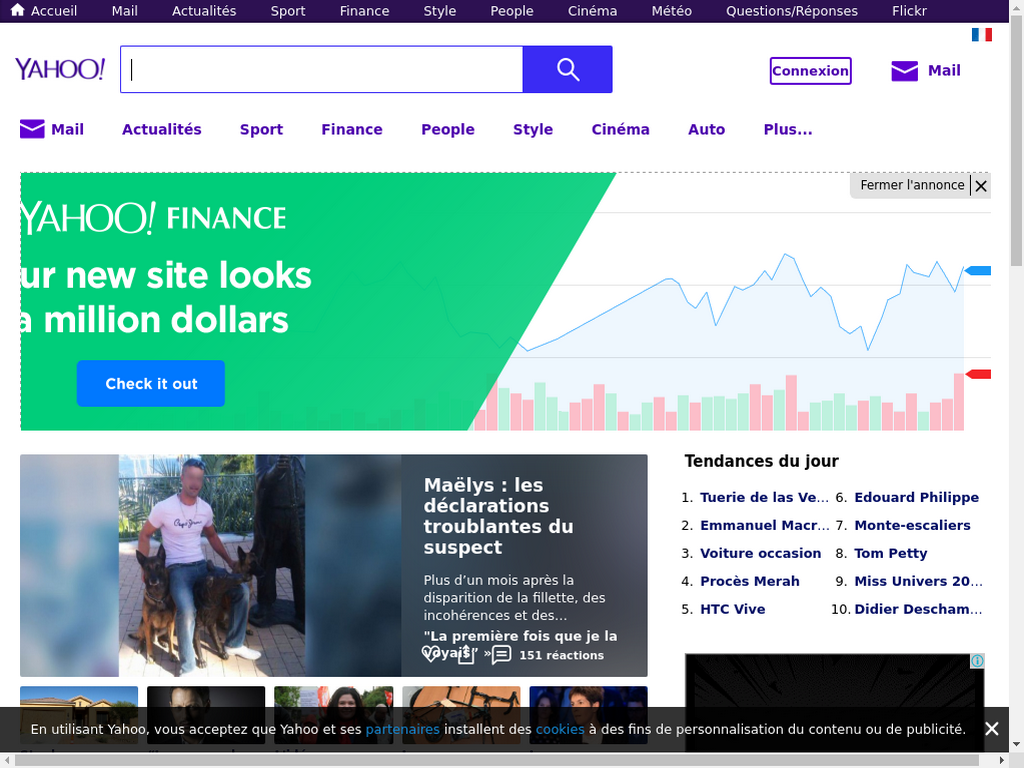 Accueil Mail Actualités Sport Finance Style People Cinéma Météo Questions/Réponses Flickr
YAHOO!
Connexion
Mail
Mail Actualités Sport Finance People Style Cinéma Auto Plus...
Fermer l'annonce
YAHOO! FINANCE
ur new site looks
a million dollars
Check it out
Maëlys : les
déclarations
troublantes du
suspect
Plus d’un mois après la
disparition de la fillette, des
incohérences et des…
"La première fois que je la
voyais" »
151 réactions
Tendances du jour
1. Tuerie de las Ve...
2. Emmanuel Macr...
3. Voiture occasion
4. Procès Merah
5. HTC Vive
6. Edouard Philippe
7. Monte-escaliers
8. Tom Petty
9. Miss Univers 20...
10. Didier Descham...
En utilisant Yahoo, vous acceptez que Yahoo et ses partenaires installent des cookies à des fins de personnalisation du contenu ou de publicité.